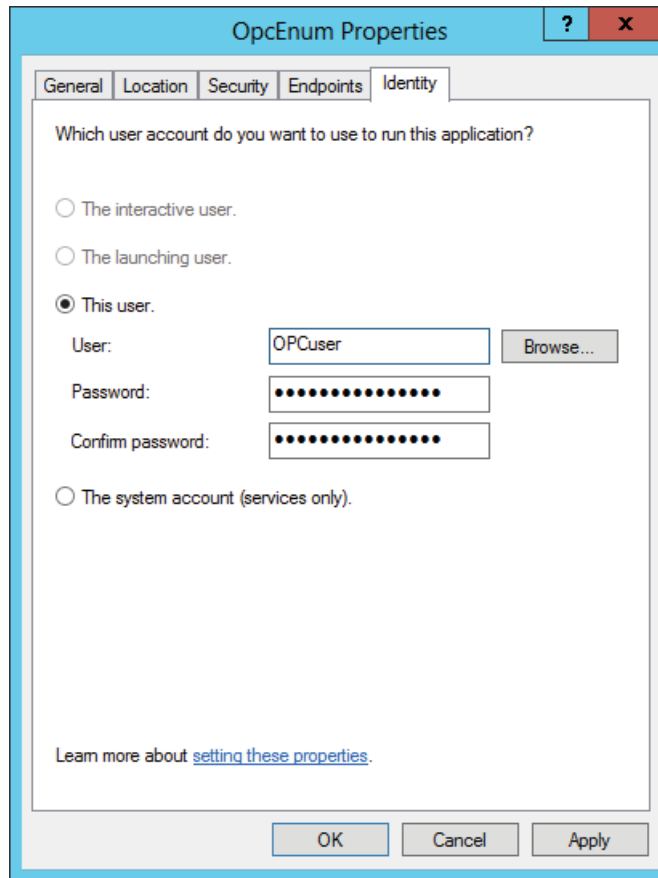 OpcEnum Properties
?
x
General Location Security Endpoints Identity
Which user account do you want to use to run this application?
The interactive user.
The launching user.
This user.
User: OPCuser Browse...
Password: ●●●●●●●●●●●●●●●
Confirm password: ●●●●●●●●●●●●●●●
The system account (services only).
Learn more about setting these properties.
OK Cancel Apply